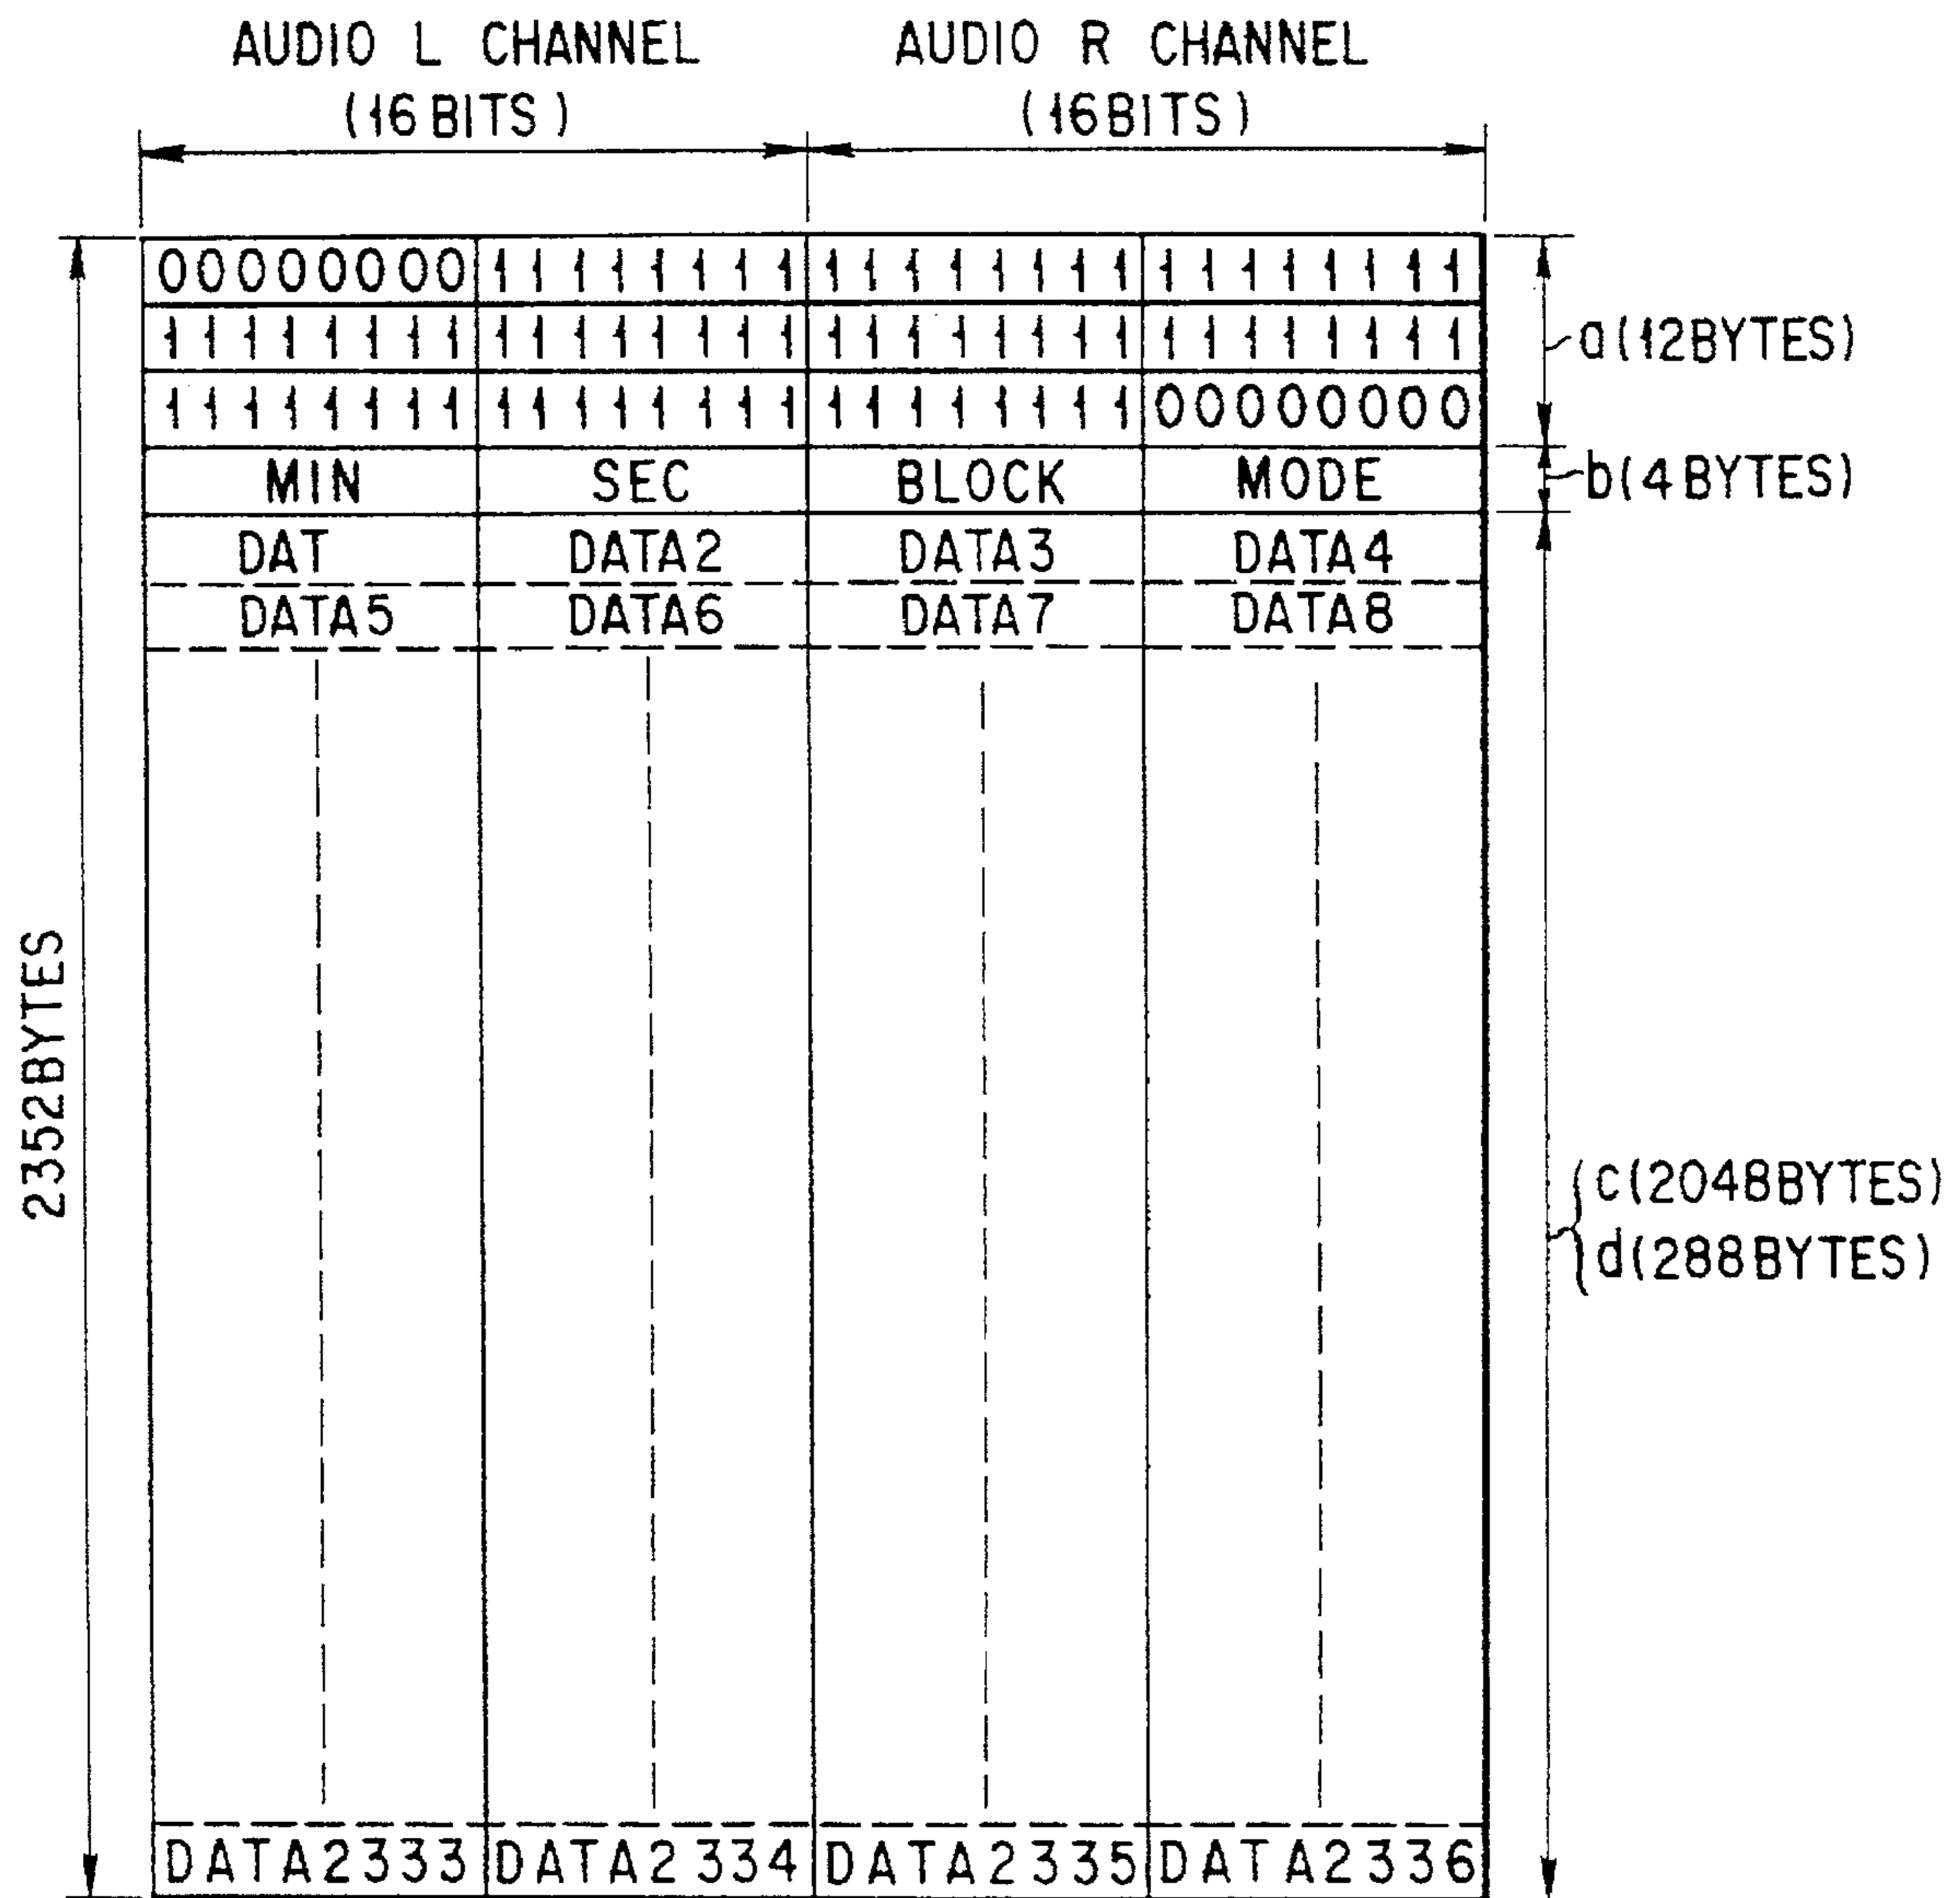 AUDIO L CHANNEL AUDIO R CHANNEL
(16 BITS) (16BITS)
00000000 11111111 11111111 11111111
11111111 11111111 11111111 11111111
a(12BYTES)
11111111 11111111 11111111 00000000
MIN SEC BLOCK MODE b(4 BYTES)
DAT DATA2 DATA3 DATA4
DATA5 DATA6 DATA7 DATA8
2352BYTES
c(2048BYTES)
d(288BYTES)
DATA2333 DATA2334 DATA2335 DATA2336